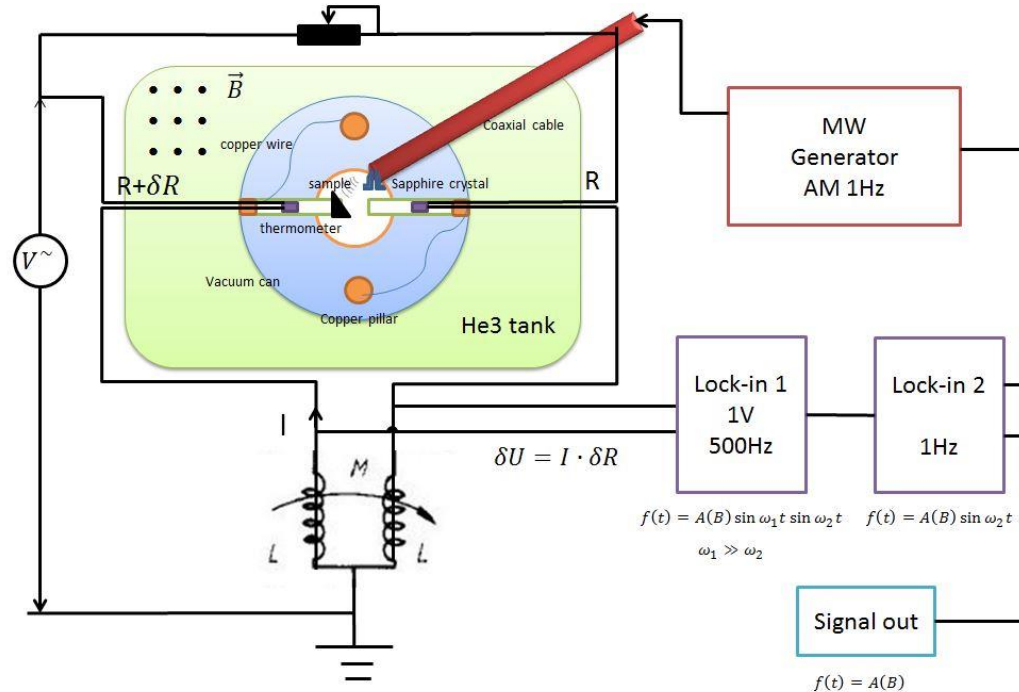 $\vec{B}$
copper wire
Coaxial cable
MW
Generator
AM 1Hz
R+δR
sample
Sapphire crystal
R
thermometer
V~
Vacuum can
Copper pillar
He3 tank
I
δU = I · δR
Lock-in 1
1V
500Hz
Lock-in 2
1Hz
M
L
L
f(t) = A(B) sin ω₁t sin ω₂t
ω₁ ≫ ω₂
f(t) = A(B) sin ω₂t
Signal out
f(t) = A(B)